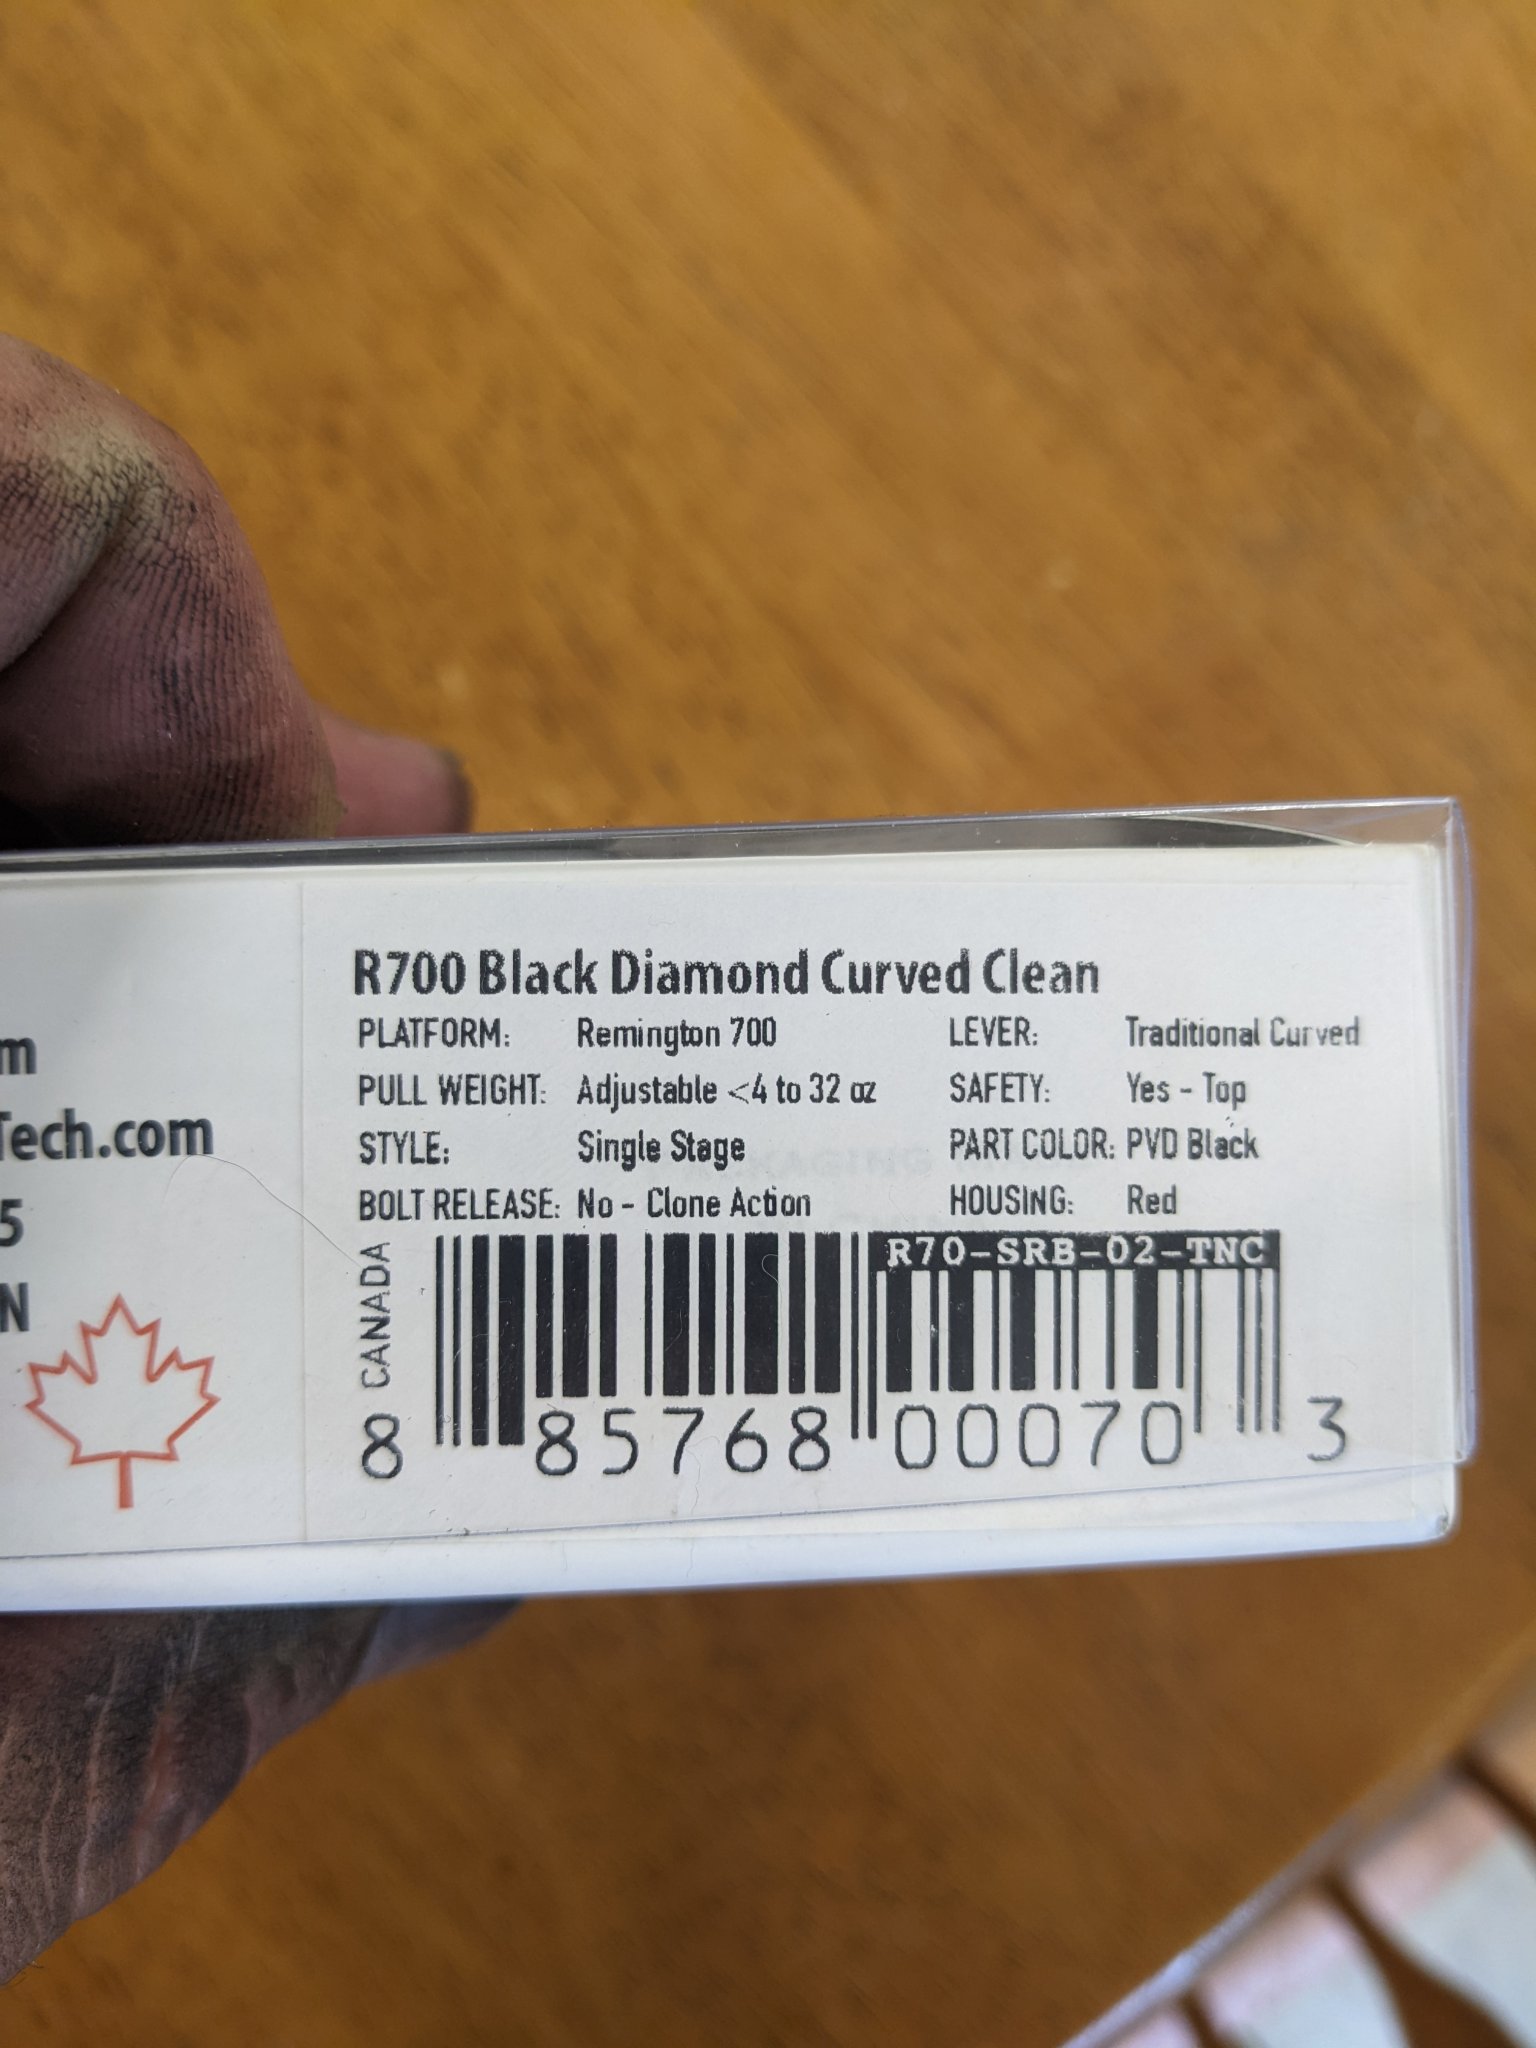 m
Tech.com
5
N
R700 Black Diamond Curved Clean
PLATFORM: Remington 700 LEVER: Traditional Curved
PULL WEIGHT: Adjustable <4 to 32 oz SAFETY: Yes - Top
STYLE: Single Stage PART COLOR: PVD Black
BOLT RELEASE: No - Clone Action HOUSING: Red
CANADA
R70-SRB-02-TNC
8 85768 00070 3